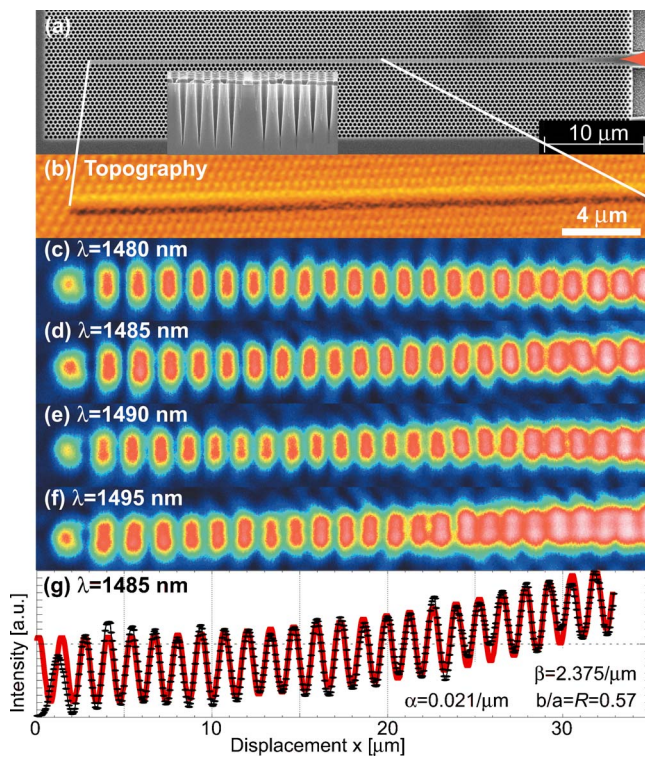 (a)
10 μm
(b) Topography
4 μm
(c) λ=1480 nm
(d) λ=1485 nm
(e) λ=1490 nm
(f) λ=1495 nm
(g) λ=1485 nm
Intensity [a.u.]
β=2.375/μm
α=0.021/μm
b/a=R=0.57
0 10 20 30
Displacement x [μm]